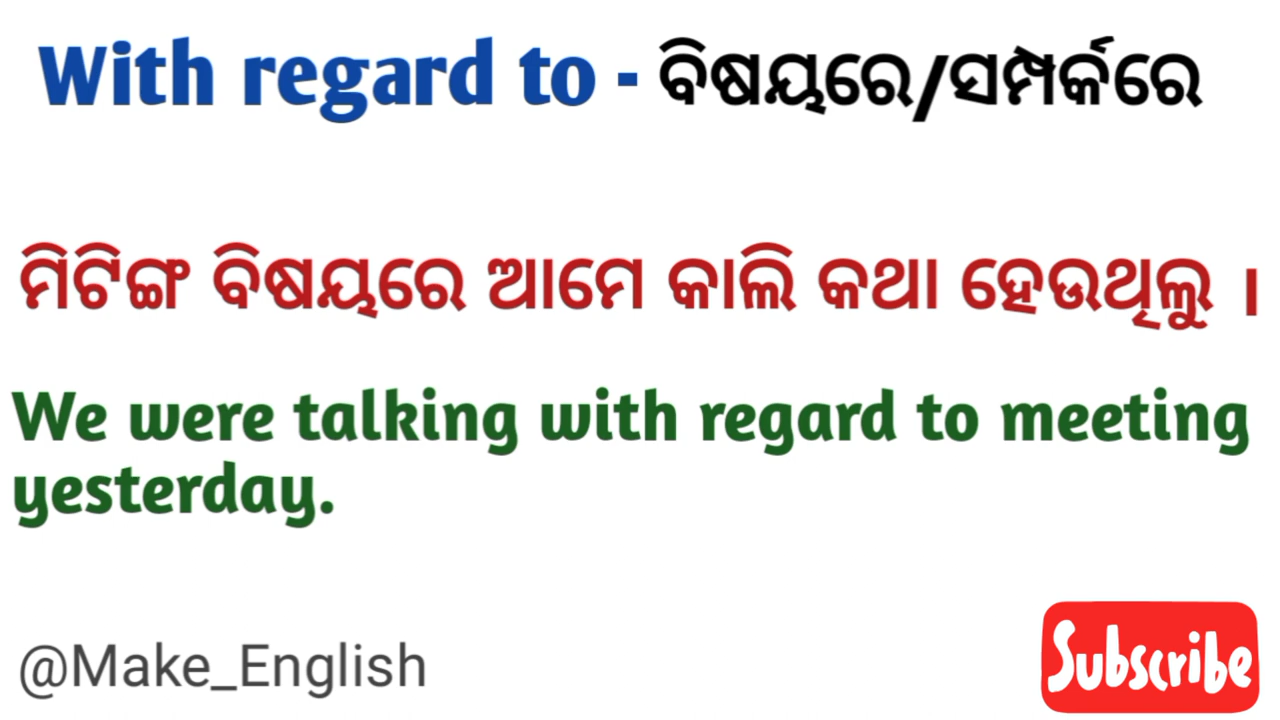 With regard to - ବିଷୟରେ/ସମ୍ପର୍କରେ
ମିଟିଙ୍ଗ ବିଷୟରେ ଆମେ କାଲି କଥା ହେଉଥିଲୁ ।
We were talking with regard to meeting
yesterday.
@Make_English
Subscribe